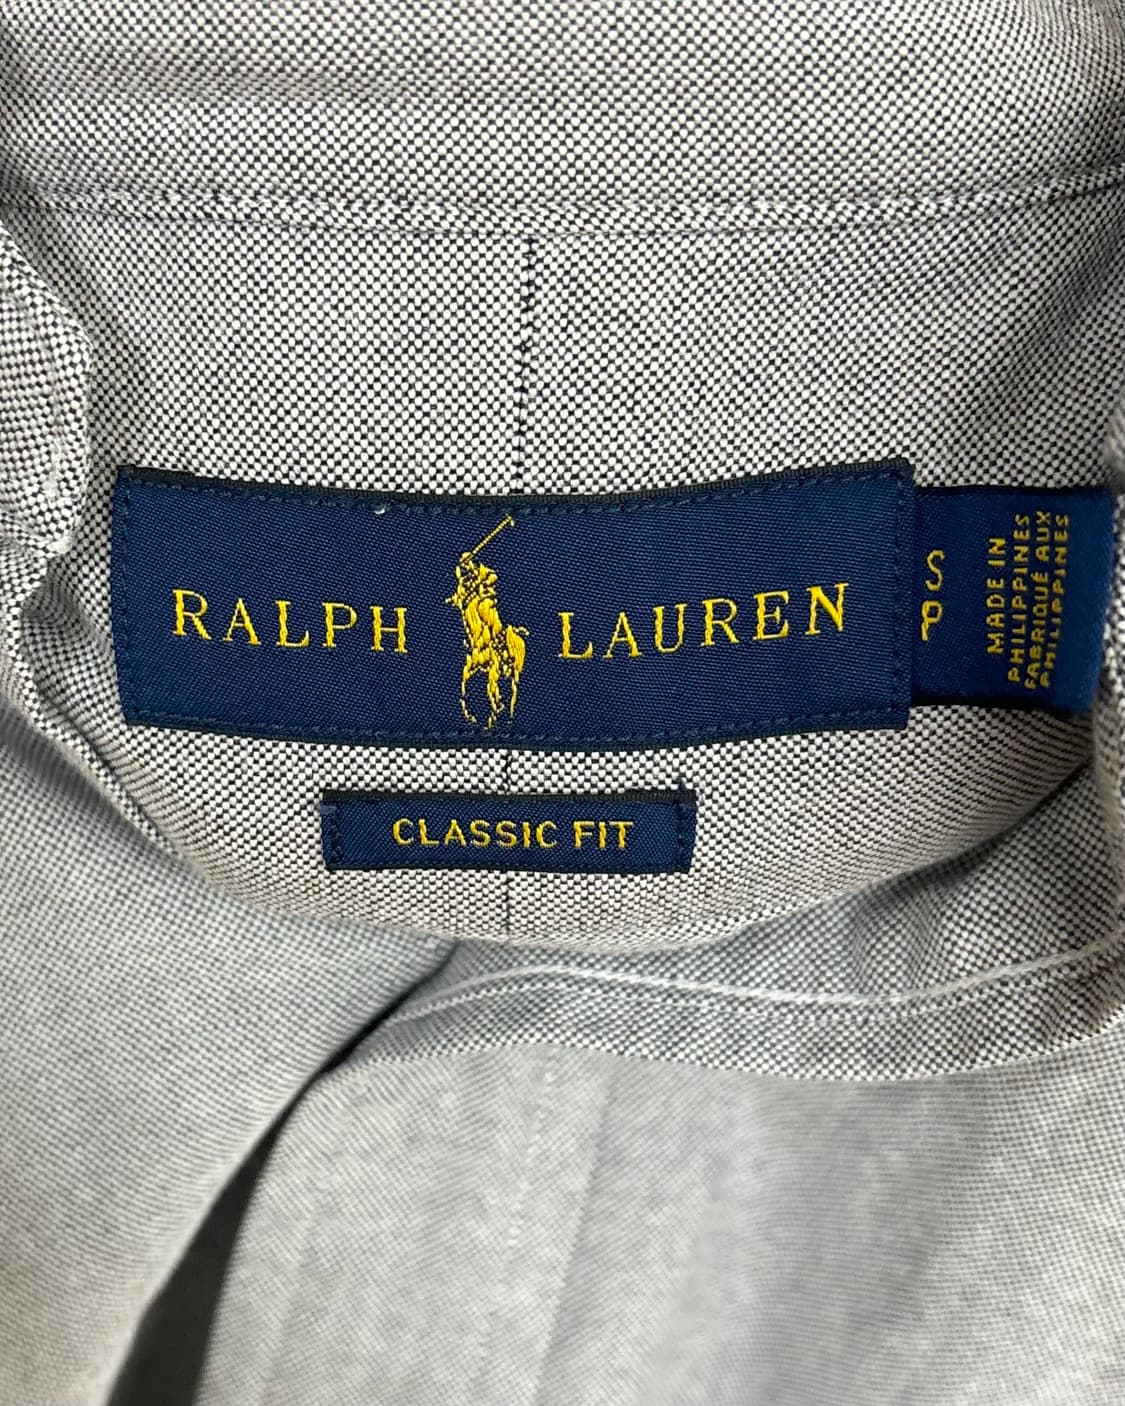 RALPH LAUREN
S
P
MADE IN
PHILIPPINES
FABRIQUÉ AUX
PHILIPPINES
CLASSIC FIT